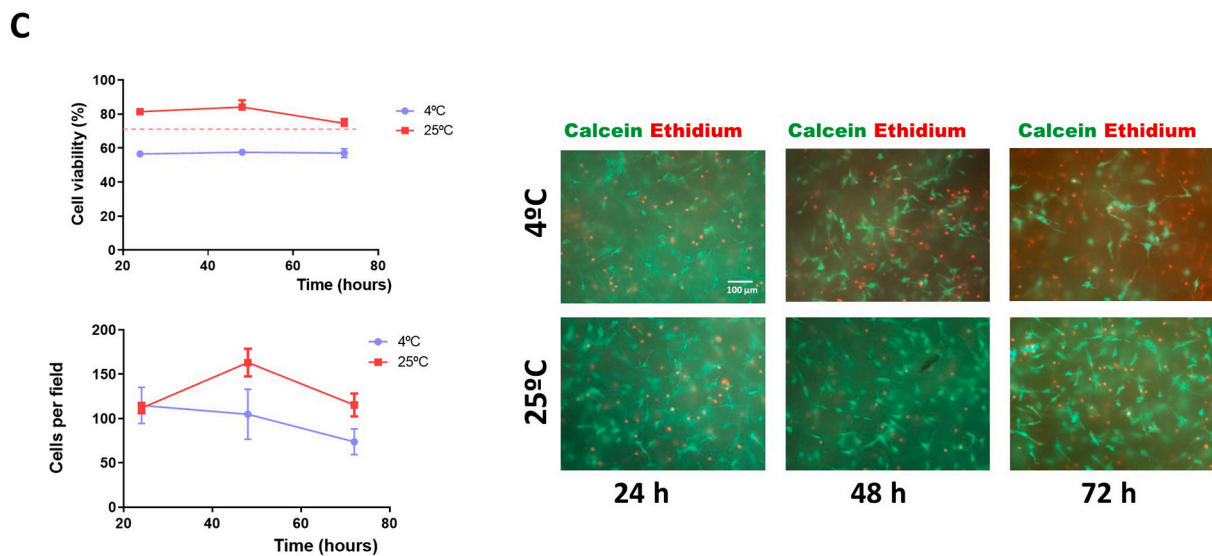 C
Cell viability (%)
100
80
60
40
20
0
20 40 60 80
Time (hours)
4ºC
25ºC
Cells per field
200
150
100
50
0
20 40 60 80
Time (hours)
4ºC
25ºC
Calcein Ethidium Calcein Ethidium Calcein Ethidium
4ºC
100 µm
25ºC
24 h 48 h 72 h